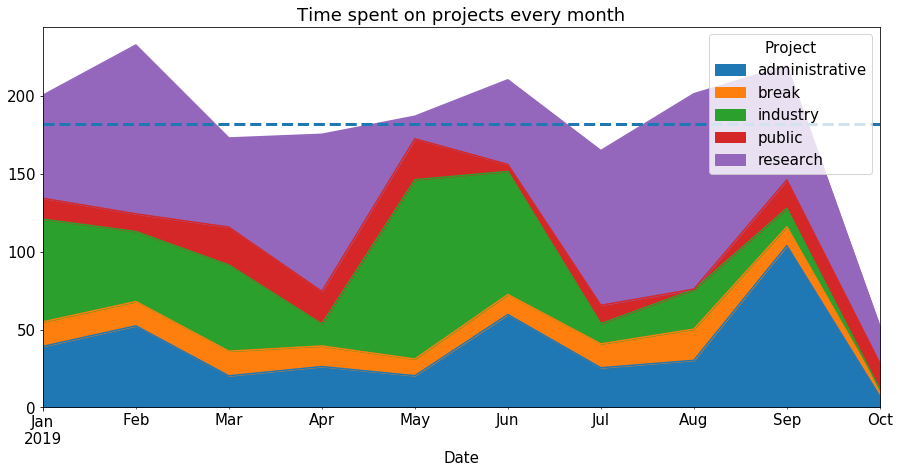 Time spent on projects every month
Project
administrative
break
industry
public
research
200
150
100
50
0
Jan Feb Mar Apr May Jun Jul Aug Sep Oct
2019
Date